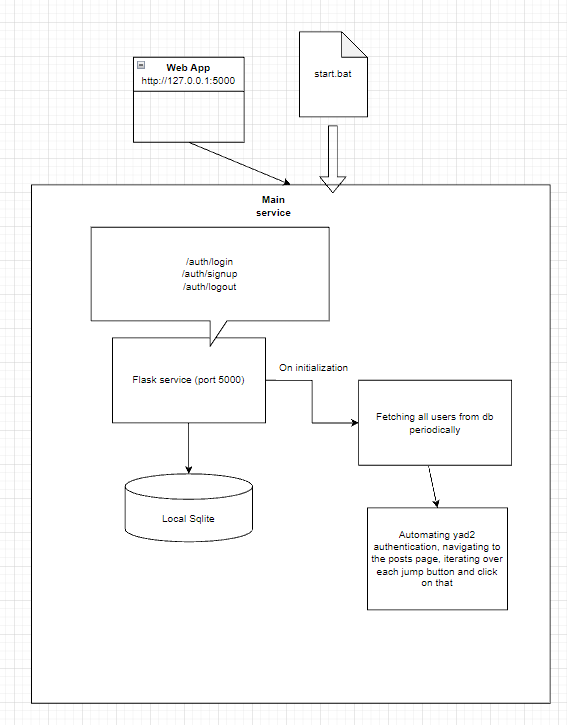 Web App
http://127.0.0.1:5000
start.bat
Main
service
/auth/login
/auth/signup
/auth/logout
Flask service (port 5000)
On initialization
Fetching all users from db
periodically
Local Sqlite
Automating yad2
authentication, navigating to
the posts page, iterating over
each jump button and click
on that